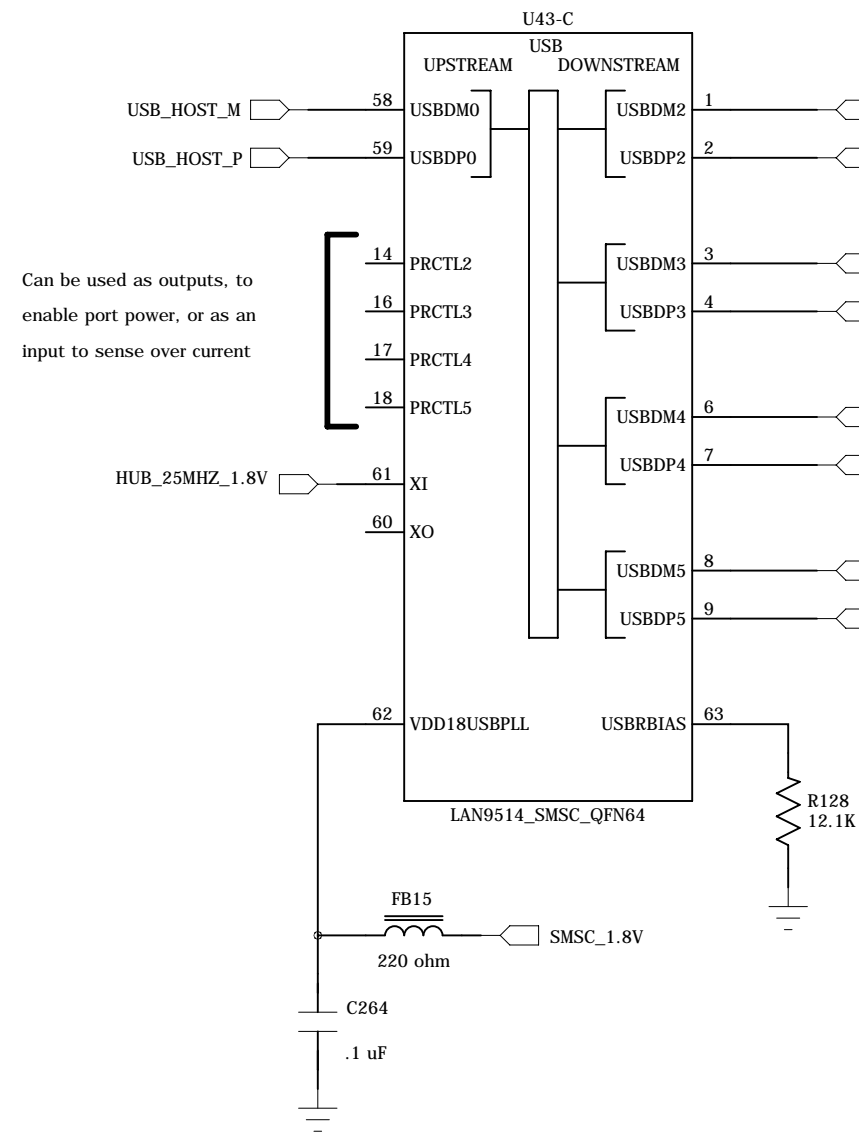 U43-C
USB
UPSTREAM DOWNSTREAM
USB_HOST_M 58 USBDM0 USBDM2 1
USB_HOST_P 59 USBDP0 USBDP2 2
Can be used as outputs, to
enable port power, or as an
input to sense over current
14 PRCTL2 USBDM3 3
16 PRCTL3 USBDP3 4
17 PRCTL4
18 PRCTL5 USBDM4 6
USBDP4 7
HUB_25MHZ_1.8V 61 XI
60 XO
USBDM5 8
USBDP5 9
62 VDD18USBPLL USBRBIAS 63
R128
12.1K
LAN9514_SMSC_QFN64
FB15
SMSC_1.8V
220 ohm
C264
.1 uF